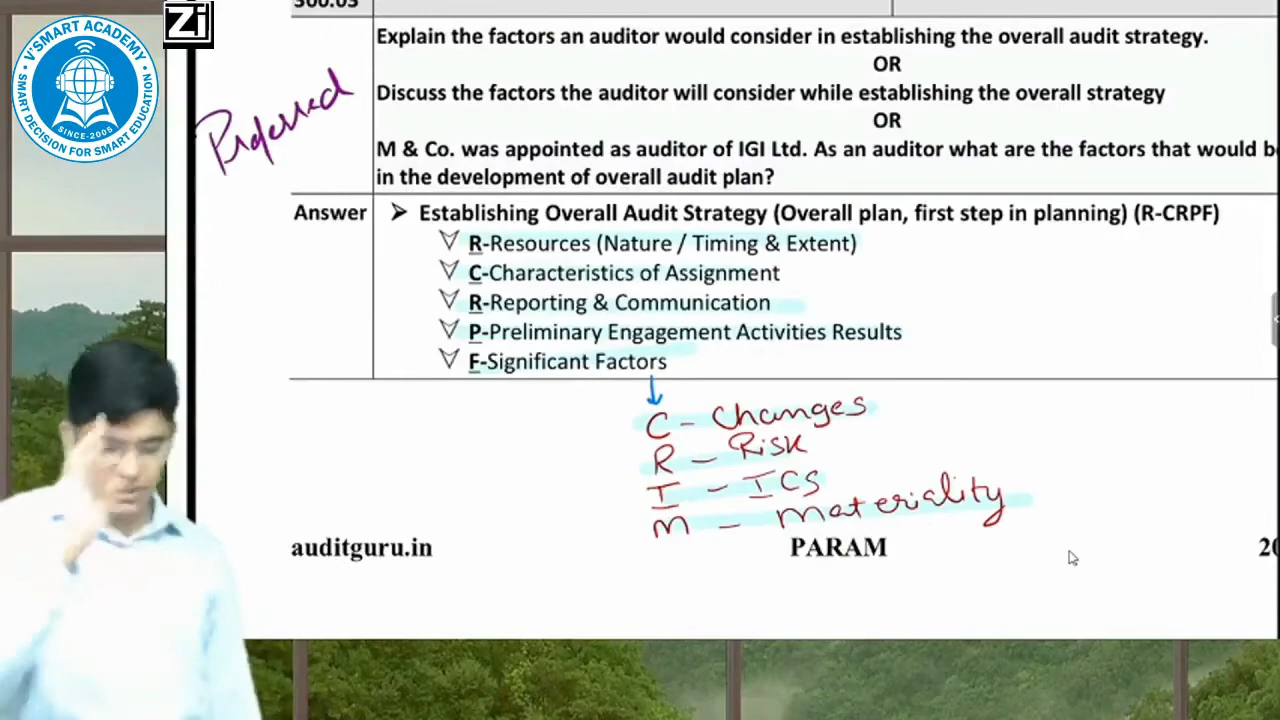 300.03
V'SMART ACADEMY
SMART DECISION FOR SMART EDUCATION
SINCE-2005
Zi
Preferred
Explain the factors an auditor would consider in establishing the overall audit strategy.
OR
Discuss the factors the auditor will consider while establishing the overall strategy
OR
M & Co. was appointed as auditor of IGI Ltd. As an auditor what are the factors that would be
in the development of overall audit plan?
Answer ➤ Establishing Overall Audit Strategy (Overall plan, first step in planning) (R-CRPF)
R-Resources (Nature / Timing & Extent)
C-Characteristics of Assignment
R-Reporting & Communication
P-Preliminary Engagement Activities Results
F-Significant Factors
C - Changes
R - Risk
I - ICS
M - Materiality
auditguru.in PARAM 20